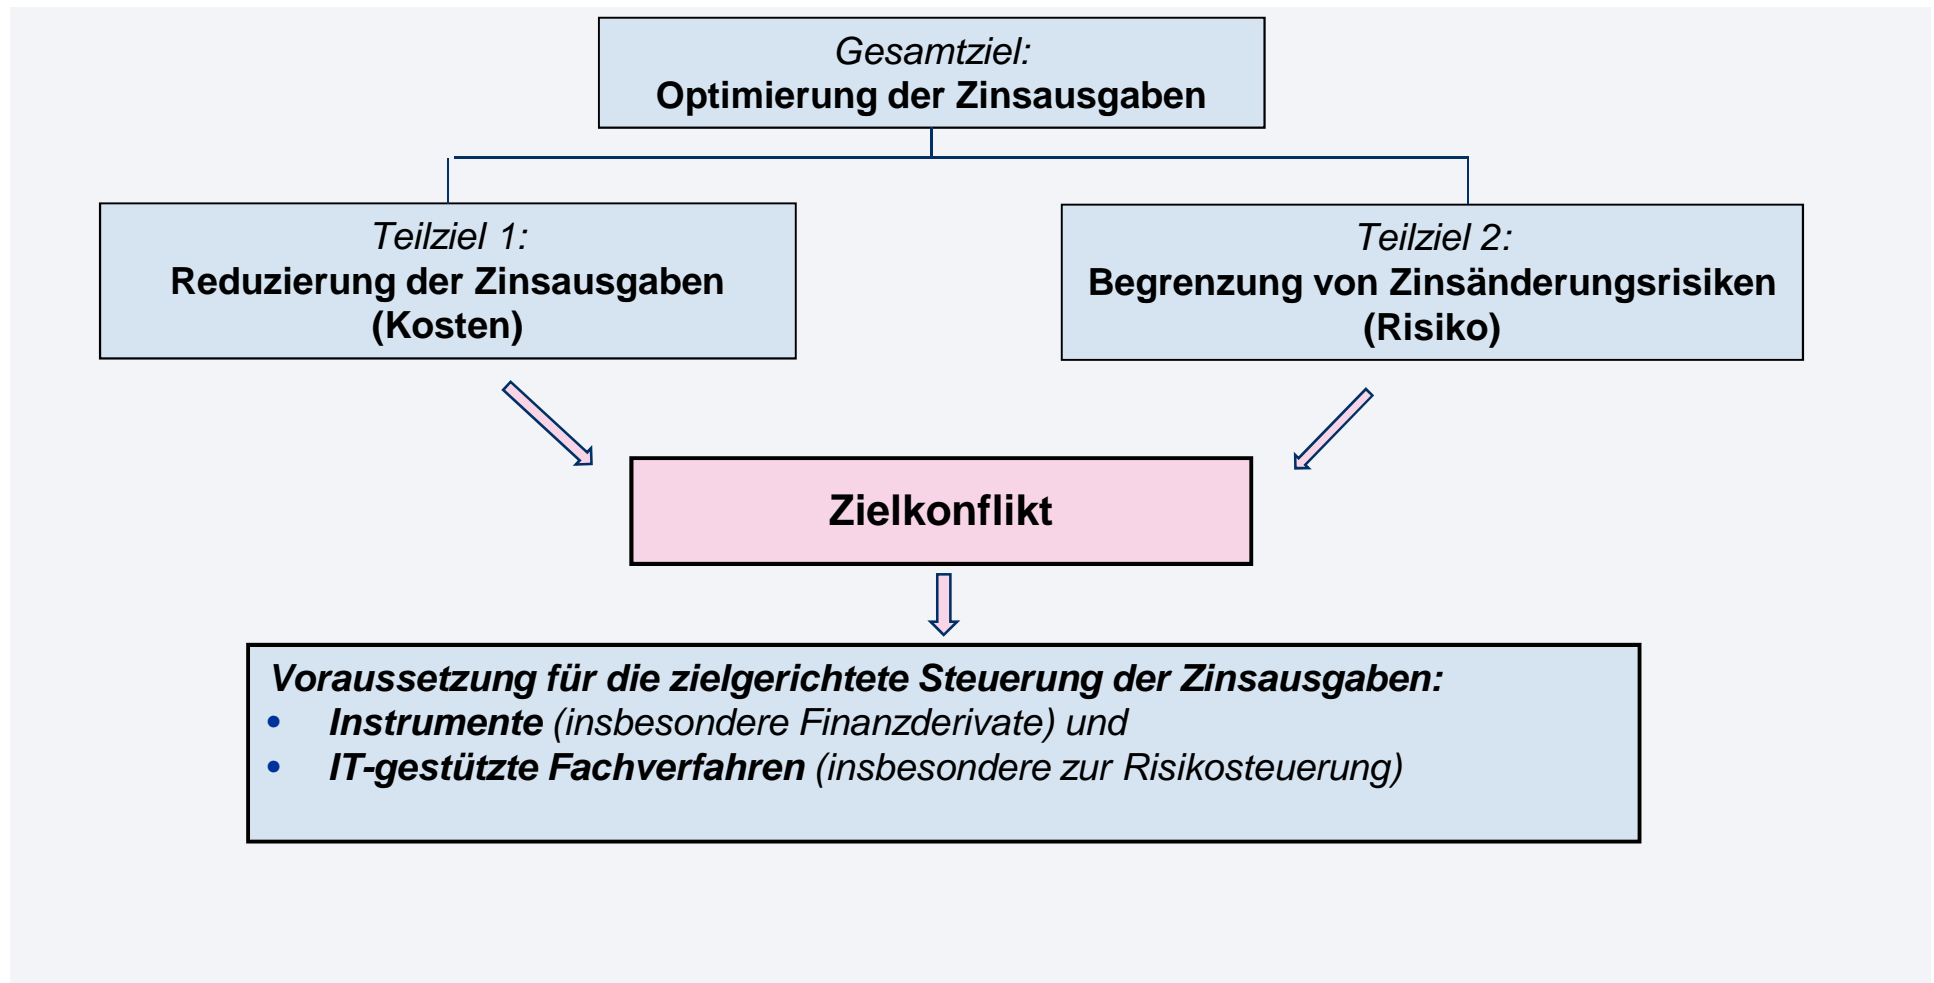 Gesamtziel:
Optimierung der Zinsausgaben
Teilziel 1:
Reduzierung der Zinsausgaben
(Kosten)
Teilziel 2:
Begrenzung von Zinsänderungsrisiken
(Risiko)
Zielkonflikt
Voraussetzung für die zielgerichtete Steuerung der Zinsausgaben:
• Instrumente (insbesondere Finanzderivate) und
• IT-gestützte Fachverfahren (insbesondere zur Risikosteuerung)